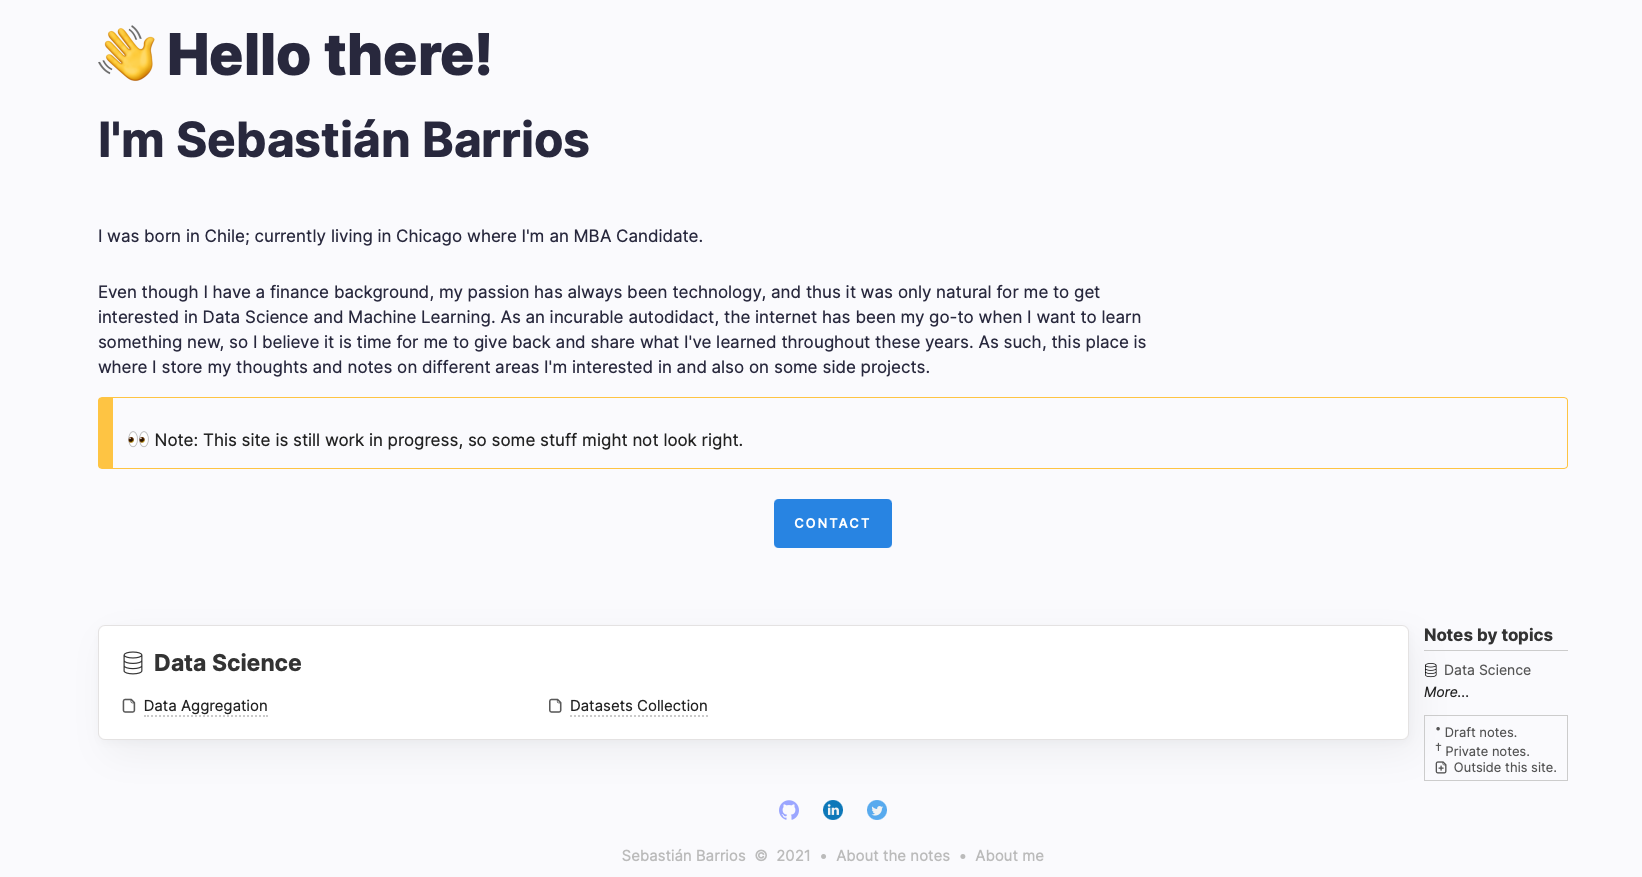 👋 Hello there!
I'm Sebastián Barrios
I was born in Chile; currently living in Chicago where I'm an MBA Candidate.
Even though I have a finance background, my passion has always been technology, and thus it was only natural for me to get
interested in Data Science and Machine Learning. As an incurable autodidact, the internet has been my go-to when I want to learn
something new, so I believe it is time for me to give back and share what I've learned throughout these years. As such, this place is
where I store my thoughts and notes on different areas I'm interested in and also on some side projects.
👀 Note: This site is still work in progress, so some stuff might not look right.
CONTACT
Data Science
Data Aggregation
Datasets Collection
Notes by topics
Data Science
More...
* Draft notes.
† Private notes.
Outside this site.
in
Sebastián Barrios © 2021 • About the notes • About me